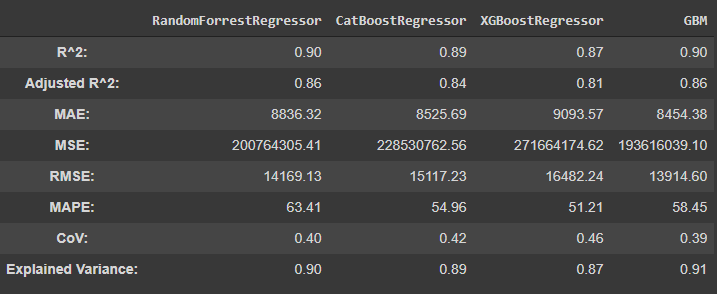 RandomForrestRegressor CatBoostRegressor XGBoostRegressor GBM
R^2: 0.90 0.89 0.87 0.90
Adjusted R^2: 0.86 0.84 0.81 0.86
MAE: 8836.32 8525.69 9093.57 8454.38
MSE: 200764305.41 228530762.56 271664174.62 193616039.10
RMSE: 14169.13 15117.23 16482.24 13914.60
MAPE: 63.41 54.96 51.21 58.45
CoV: 0.40 0.42 0.46 0.39
Explained Variance: 0.90 0.89 0.87 0.91